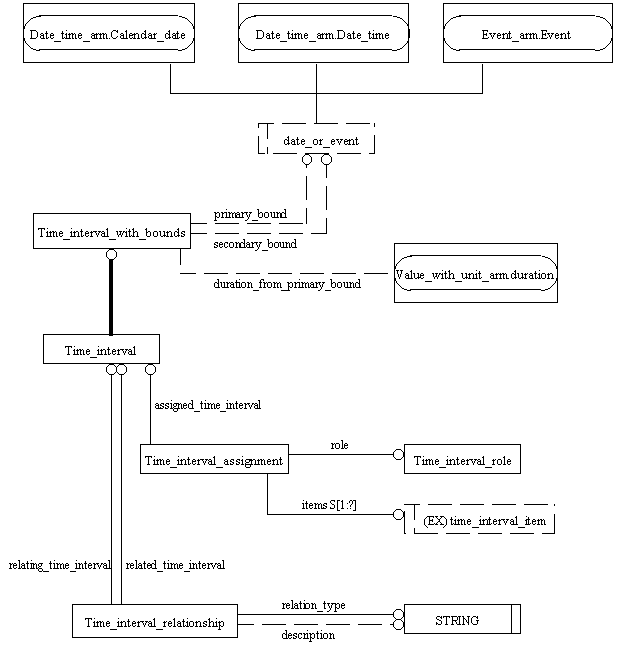 Date_time_arm.Calendar_date
Date_time_arm.Date_time
Event_arm.Event
date_or_event
primary_bound
Time_interval_with_bounds
secondary_bound
Value_with_unit_arm.duration
duration_from_primary_bound
Time_interval
assigned_time_interval
role
Time_interval_assignment
Time_interval_role
items S[1:?]
(EX) time_interval_item
relating_time_interval
related_time_interval
relation_type
Time_interval_relationship
STRING
description